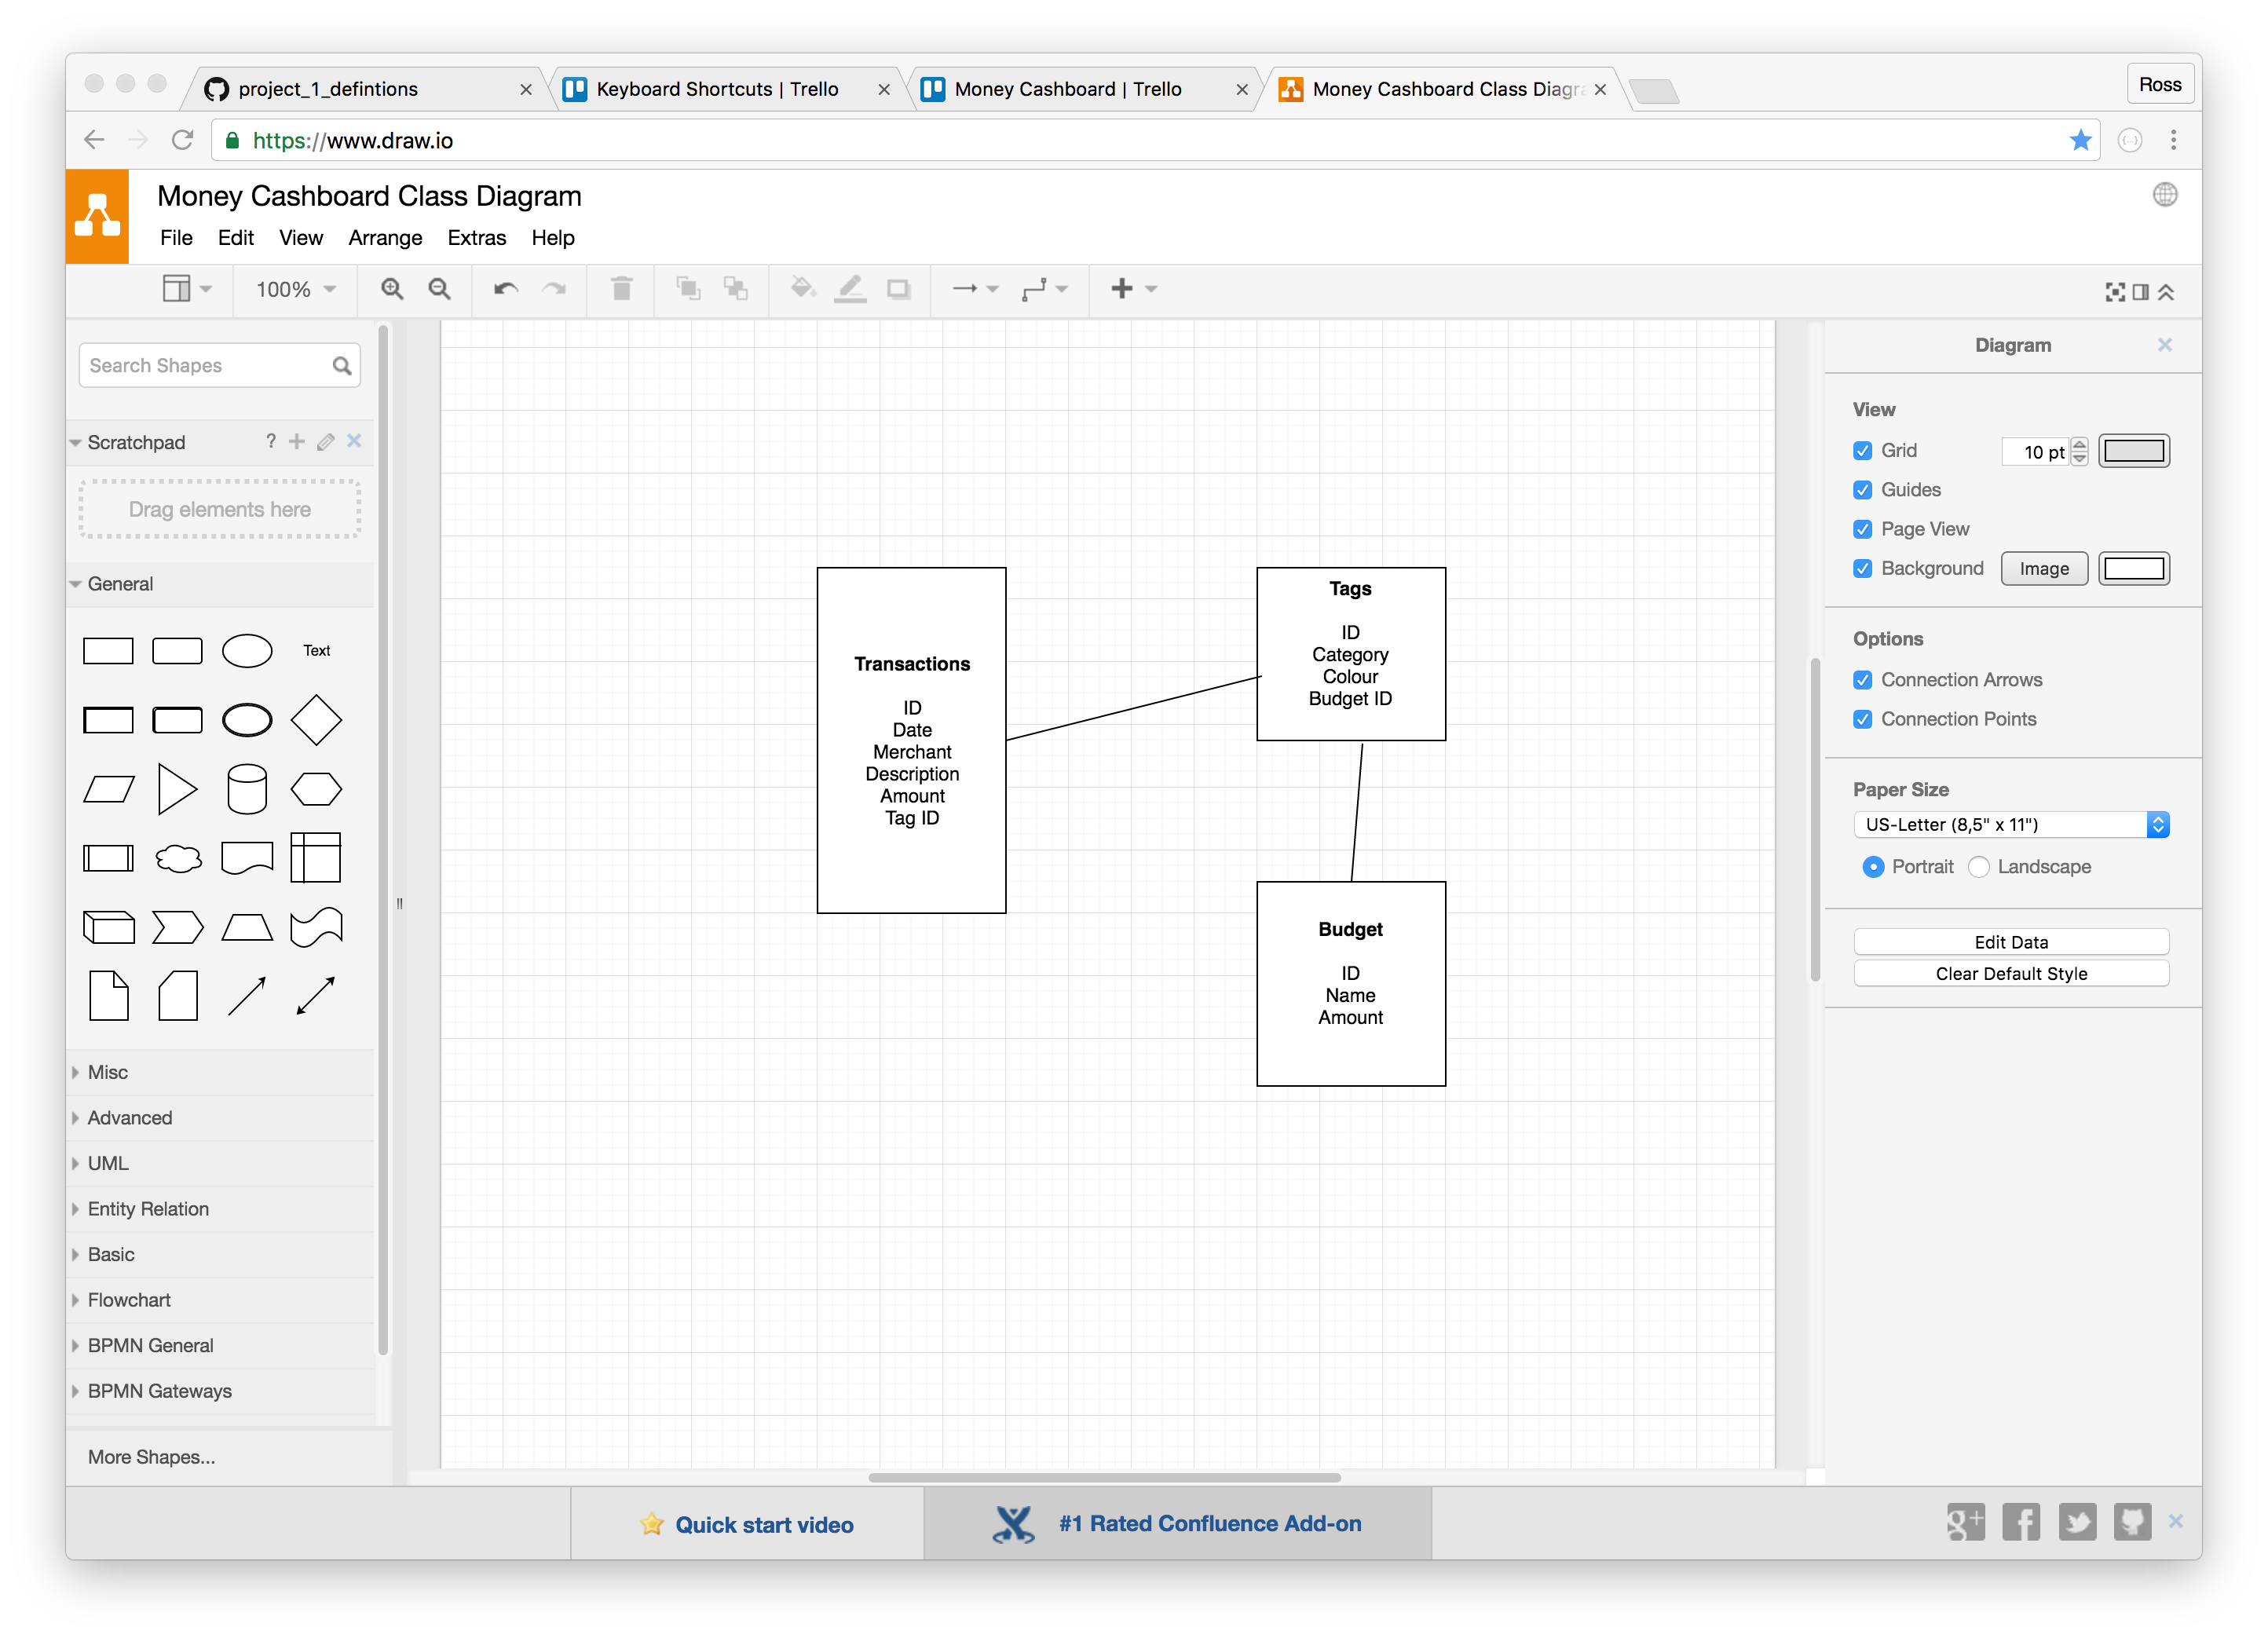 project_1_defintions
Keyboard Shortcuts | Trello
Money Cashboard | Trello
Money Cashboard Class Diagra
Ross
https://www.draw.io
Money Cashboard Class Diagram
File Edit View Arrange Extras Help
100%
Search Shapes
Scratchpad
?
Drag elements here
General
Text
Misc
Advanced
UML
Entity Relation
Basic
Flowchart
BPMN General
BPMN Gateways
More Shapes...
Transactions
ID
Date
Merchant
Description
Amount
Tag ID
Tags
ID
Category
Colour
Budget ID
Budget
ID
Name
Amount
Diagram
View
Grid 10 pt
Guides
Page View
Background Image
Options
Connection Arrows
Connection Points
Paper Size
US-Letter (8,5" x 11")
Portrait Landscape
Edit Data
Clear Default Style
Quick start video
#1 Rated Confluence Add-on
g+